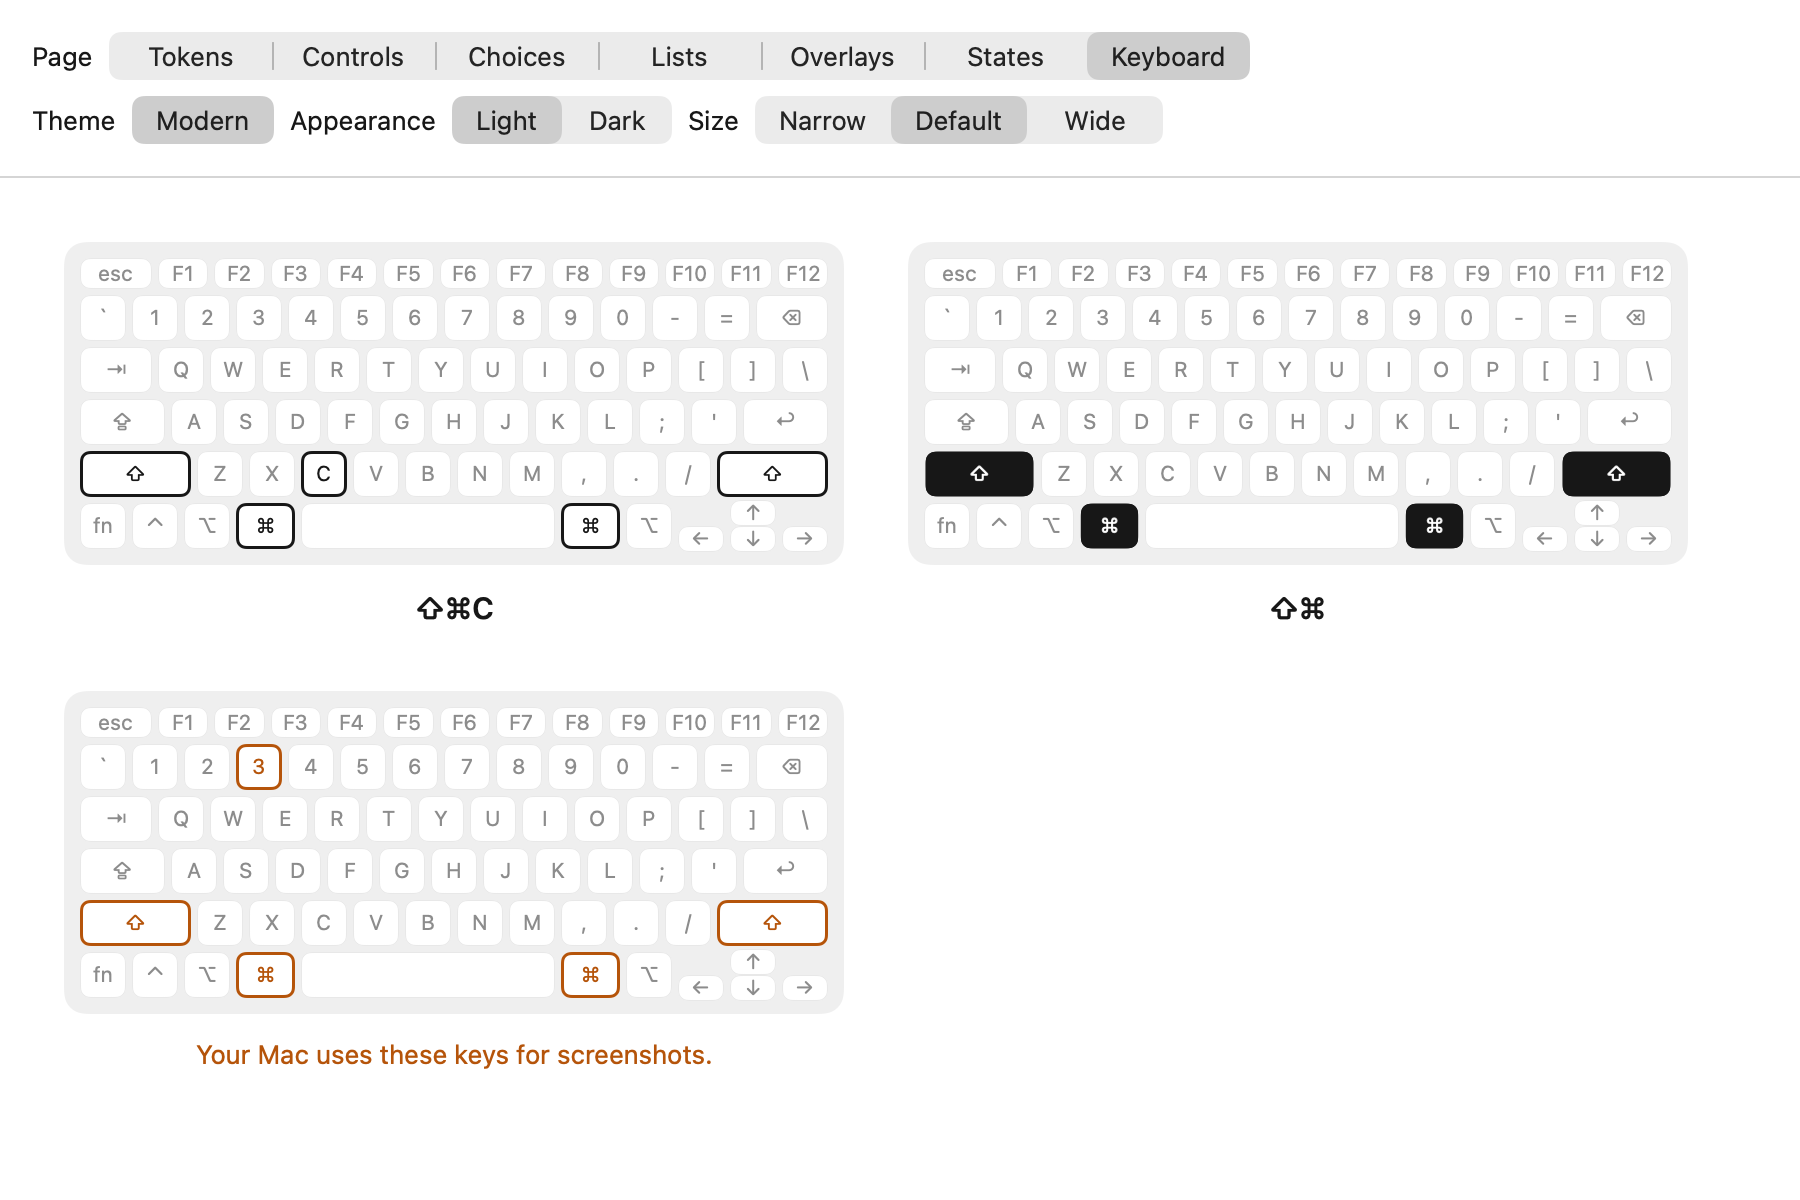 Page Tokens Controls Choices Lists Overlays States Keyboard
Theme Modern Appearance Light Dark Size Narrow Default Wide
esc F1 F2 F3 F4 F5 F6 F7 F8 F9 F10 F11 F12
` 1 2 3 4 5 6 7 8 9 0 - = ⌫
⇥ Q W E R T Y U I O P [ ] \
⇪ A S D F G H J K L ; ' ↩
⇧ Z X C V B N M , . / ⇧
fn ^ ⌥ ⌘ ⌘ ⌥ ← ↑ ↓ →
⇧⌘C
esc F1 F2 F3 F4 F5 F6 F7 F8 F9 F10 F11 F12
` 1 2 3 4 5 6 7 8 9 0 - = ⌫
⇥ Q W E R T Y U I O P [ ] \
⇪ A S D F G H J K L ; ' ↩
⇧ Z X C V B N M , . / ⇧
fn ^ ⌥ ⌘ ⌘ ⌥ ← ↑ ↓ →
⇧⌘
esc F1 F2 F3 F4 F5 F6 F7 F8 F9 F10 F11 F12
` 1 2 3 4 5 6 7 8 9 0 - = ⌫
⇥ Q W E R T Y U I O P [ ] \
⇪ A S D F G H J K L ; ' ↩
⇧ Z X C V B N M , . / ⇧
fn ^ ⌥ ⌘ ⌘ ⌥ ← ↑ ↓ →
Your Mac uses these keys for screenshots.